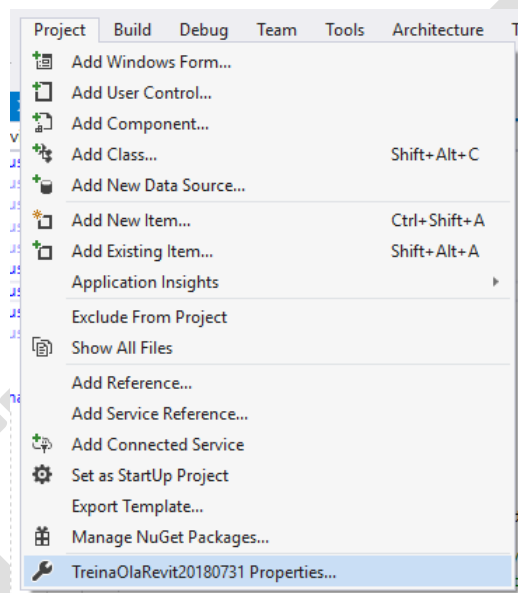 Project Build Debug Team Tools Architecture
Add Windows Form...
Add User Control...
Add Component...
Add Class... Shift+Alt+C
Add New Data Source...
Add New Item... Ctrl+Shift+A
Add Existing Item... Shift+Alt+A
Application Insights
Exclude From Project
Show All Files
Add Reference...
Add Service Reference...
Add Connected Service
Set as StartUp Project
Export Template...
Manage NuGet Packages...
TreinaOlaRevit20180731 Properties...